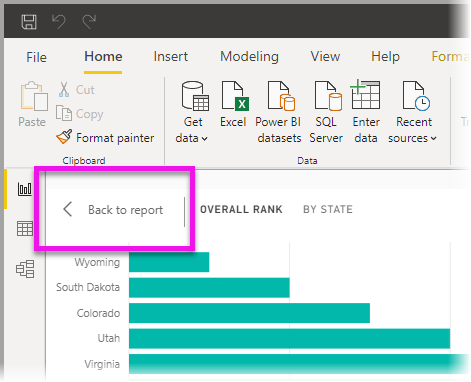 File Home Insert Modeling View Help Forma
Paste
Cut
Copy
Format painter
Clipboard
Get data
Excel
Power BI datasets
SQL Server
Enter data
Recent sources
Data
Back to report
OVERALL RANK BY STATE
Wyoming
South Dakota
Colorado
Utah
Virginia